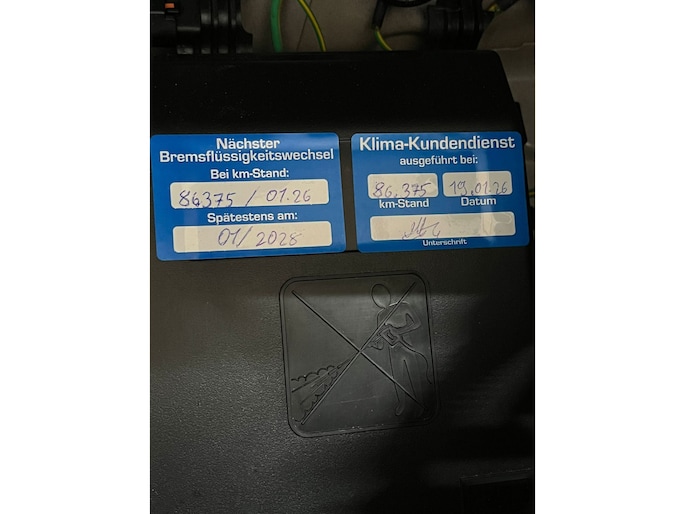 Nächster
Bremsflüssigkeitswechsel
Bei km-Stand:
86375 / 01.26
Spätestens am:
01/2028
Klima-Kundendienst
ausgeführt bei:
86.375 19.01.26
km-Stand Datum
Unterschrift